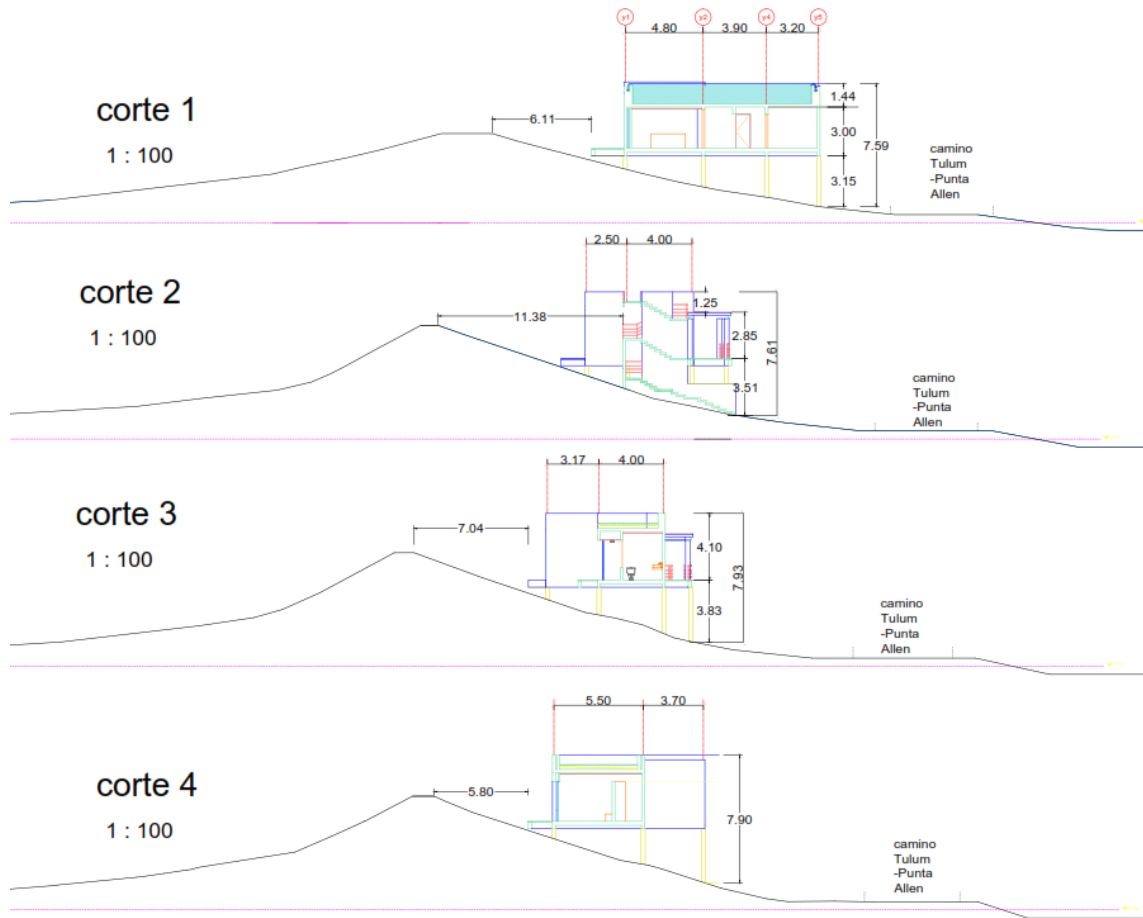 y1 y2 y4 y5
4.80 3.90 3.20
corte 1
1 : 100
6.11
1.44
3.00
7.59
3.15
camino
Tulum
-Punta
Allen
2.50 4.00
corte 2
1 : 100
11.38
1.25
2.85
7.61
3.51
camino
Tulum
-Punta
Allen
3.17 4.00
corte 3
1 : 100
7.04
4.10
7.93
3.83
camino
Tulum
-Punta
Allen
5.50 3.70
corte 4
1 : 100
5.80
7.90
camino
Tulum
-Punta
Allen